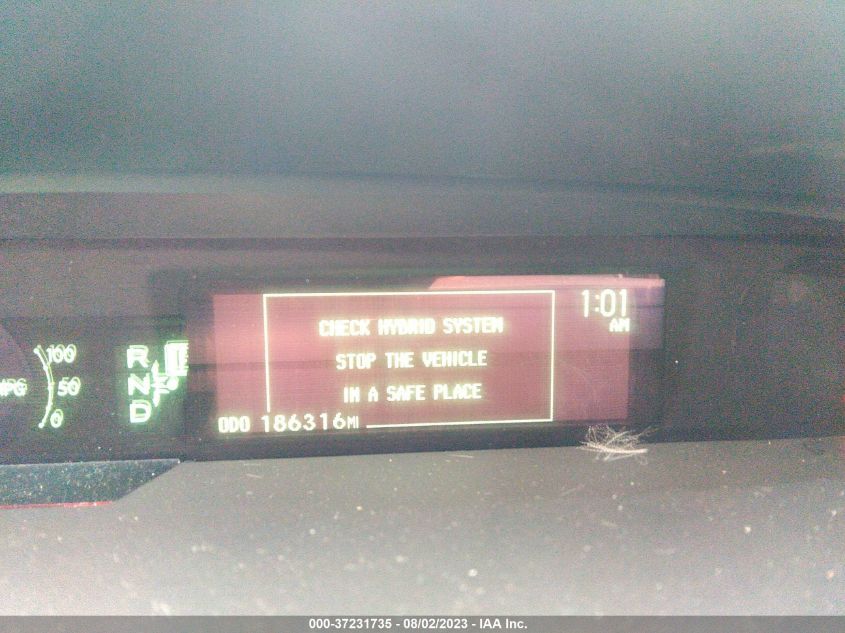 1:01
AM
CHECK HYBRID SYSTEM
STOP THE VEHICLE
IN A SAFE PLACE
ODO 186316MI
100
50
0
MPG
R
N
D
000-37231735 - 08/02/2023 - IAA Inc.